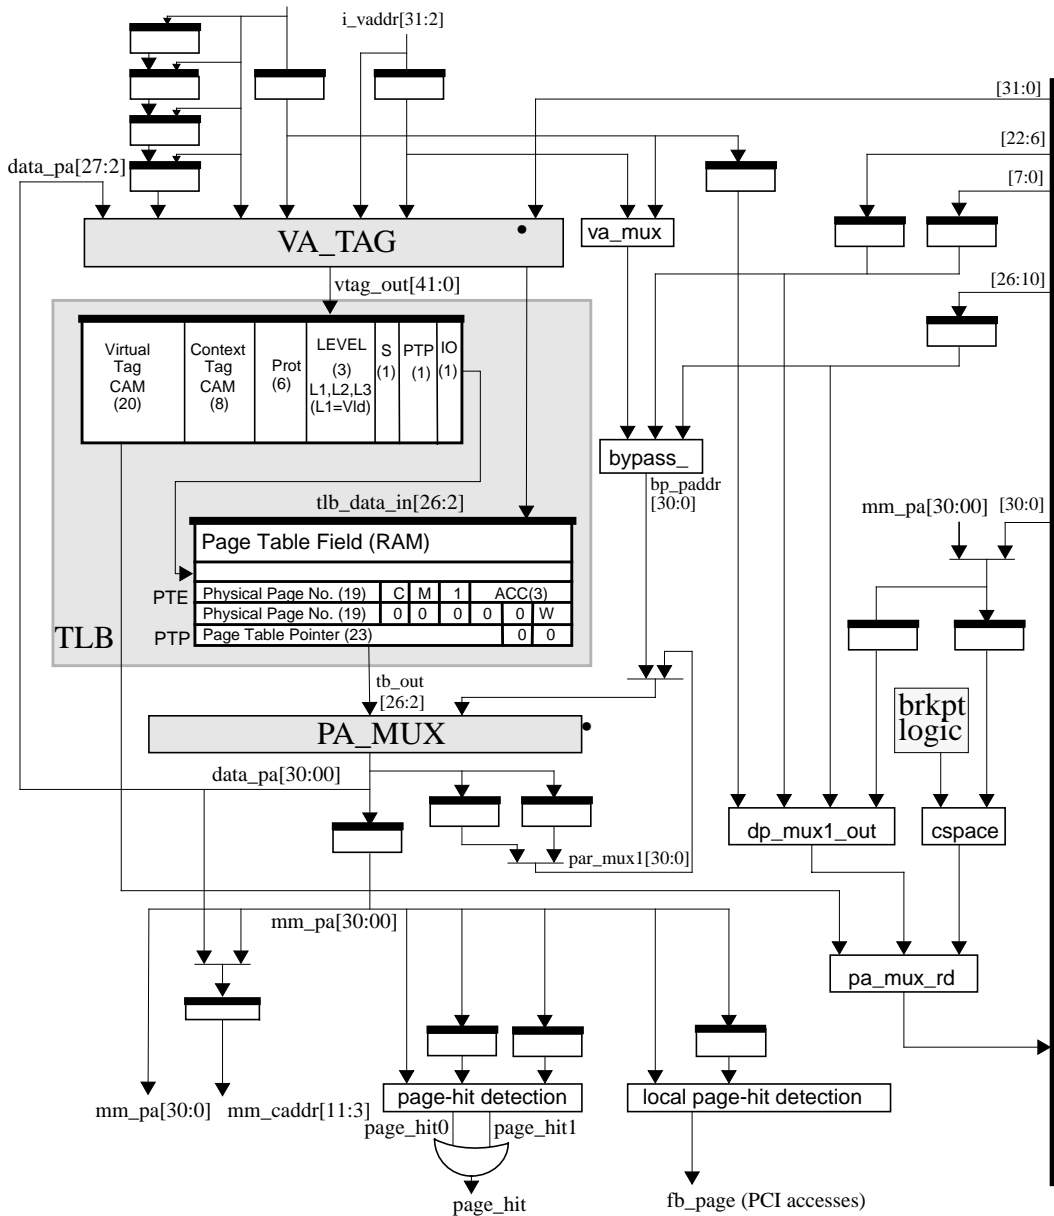 i_vaddr[31:2]
[31:0]
[22:6]
data_pa[27:2]
[7:0]
VA_TAG
va_mux
vtag_out[41:0]
[26:10]
Virtual
Tag
CAM
(20)
Context
Tag
CAM
(8)
Prot
(6)
LEVEL
(3)
L1,L2,L3
(L1=Vld)
S
(1)
PTP
(1)
IO
(1)
bypass_
bp_paddr
[30:0]
tlb_data_in[26:2]
mm_pa[30:00]
[30:0]
Page Table Field (RAM)
PTE
Physical Page No. (19) C M 1 ACC(3)
Physical Page No. (19) 0 0 0 0 0 W
PTP
Page Table Pointer (23) 0 0
TLB
tb_out
[26:2]
brkpt
logic
PA_MUX
data_pa[30:00]
dp_mux1_out
cspace
par_mux1[30:0]
mm_pa[30:00]
pa_mux_rd
page-hit detection
local page-hit detection
mm_pa[30:0]
mm_caddr[11:3]
page_hit0
page_hit1
page_hit
fb_page (PCI accesses)